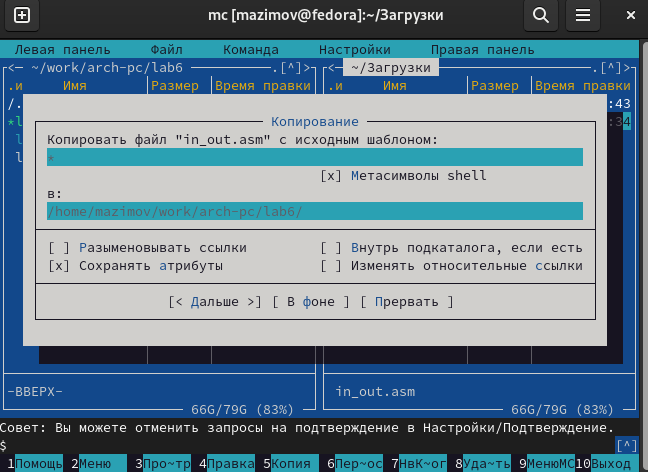 mc [mazimov@fedora]:~/Загрузки
Левая панель Файл Команда Настройки Правая панель
<— ~/work/arch-pc/lab6 .[^]> <— ~/Загрузки .[^]>
.и Имя Размер Время правки .и Имя Размер Время правки
/. :43
*l :34
l
l
Копирование
Копировать файл "in_out.asm" с исходным шаблоном:
*
[x] Метасимволы shell
в:
/home/mazimov/work/arch-pc/lab6/
[ ] Разыменовывать ссылки [ ] Внутрь подкаталога, если есть
[x] Сохранять атрибуты [ ] Изменять относительные ссылки
[< Дальше >] [ В фоне ] [ Прервать ]
-ВВЕРХ- in_out.asm
66G/79G (83%) 66G/79G (83%)
Совет: Вы можете отменить запросы на подтверждение в Настройки/Подтверждение.
$ [^]
1Помощь 2Меню 3Про~тр 4Правка 5Копия 6Пер~ос 7НвК~ог 8Уда~ть 9МенюМС 10Выход